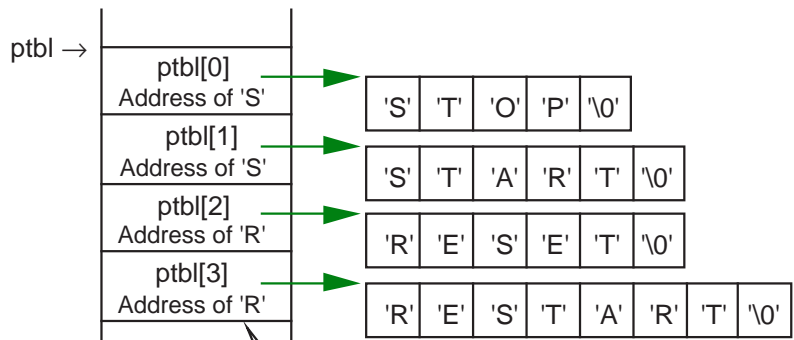 ptbl →
ptbl[0]
Address of 'S'
'S' 'T' 'O' 'P' '\0'
ptbl[1]
Address of 'S'
'S' 'T' 'A' 'R' 'T' '\0'
ptbl[2]
Address of 'R'
'R' 'E' 'S' 'E' 'T' '\0'
ptbl[3]
Address of 'R'
'R' 'E' 'S' 'T' 'A' 'R' 'T' '\0'